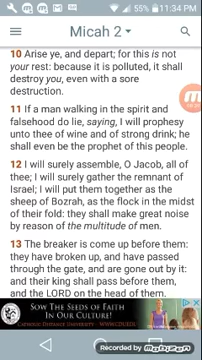 55% 11:34 PM
Micah 2
10 Arise ye, and depart; for this is not
your rest: because it is polluted, it shall
destroy you, even with a sore
destruction.
11 If a man walking in the spirit and
falsehood do lie, saying, I will prophesy
unto thee of wine and of strong drink; he
shall even be the prophet of this people.
12 I will surely assemble, O Jacob, all of
thee; I will surely gather the remnant of
Israel; I will put them together as the
sheep of Bozrah, as the flock in the midst
of their fold: they shall make great noise
by reason of the multitude of men.
13 The breaker is come up before them:
they have broken up, and have passed
through the gate, and are gone out by it:
and their king shall pass before them,
and the LORD on the head of them.
Sow the Seeds of Faith
In Our Culture!
Recorded by